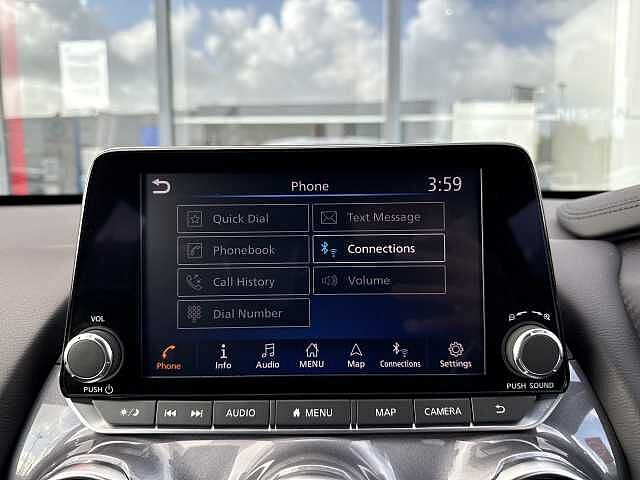 Phone 3:59
Quick Dial Text Message
Phonebook Connections
Call History Volume
Dial Number
Phone Info Audio MENU Map Connections Settings
VOL
PUSH
PUSH SOUND
AUDIO MENU MAP CAMERA